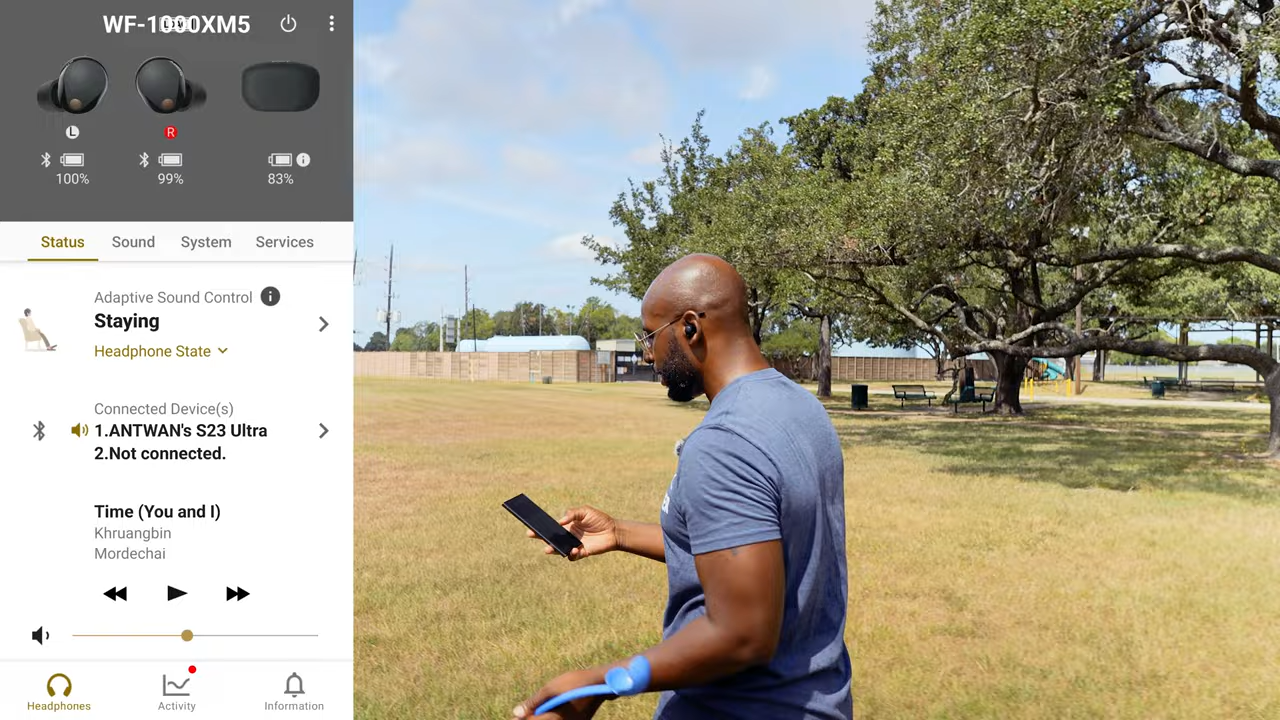 WF-1000XM5
L
R
100%
99%
83%
Status Sound System Services
Adaptive Sound Control
Staying
Headphone State
Connected Device(s)
1.ANTWAN's S23 Ultra
2.Not connected.
Time (You and I)
Khruangbin
Mordechai
Headphones Activity Information